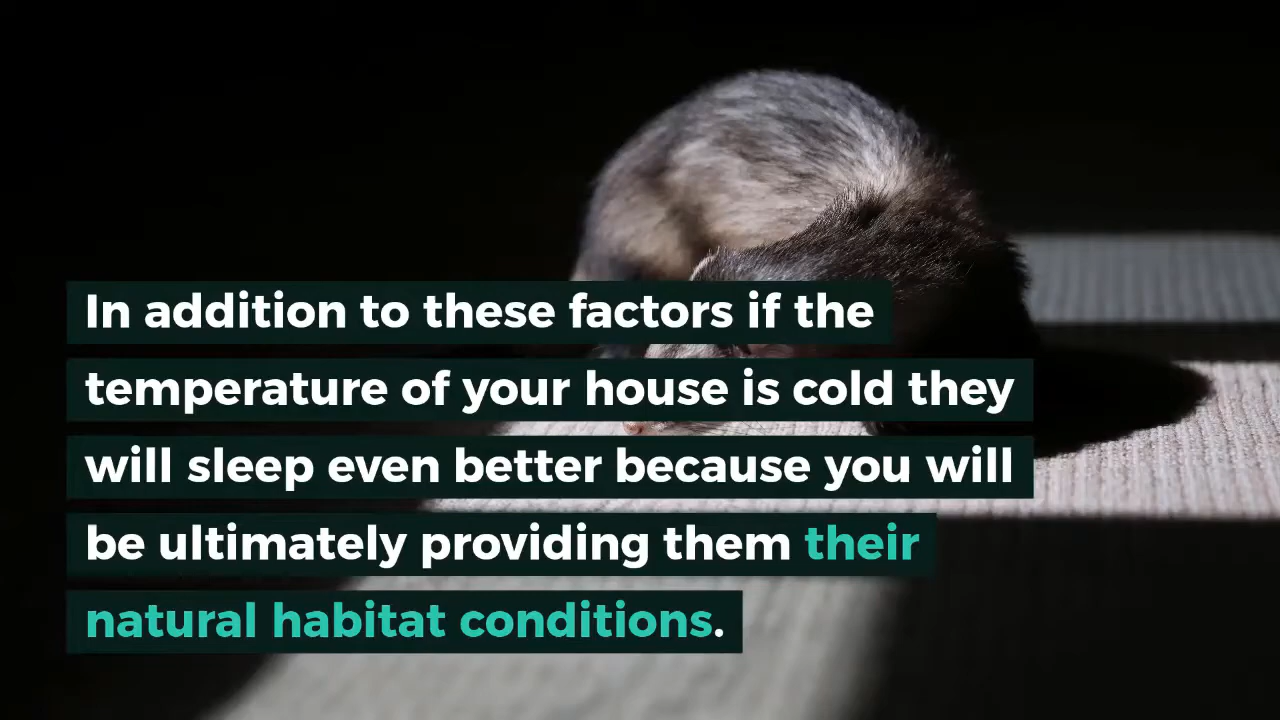 In addition to these factors if the
temperature of your house is cold they
will sleep even better because you will
be ultimately providing them their
natural habitat conditions.